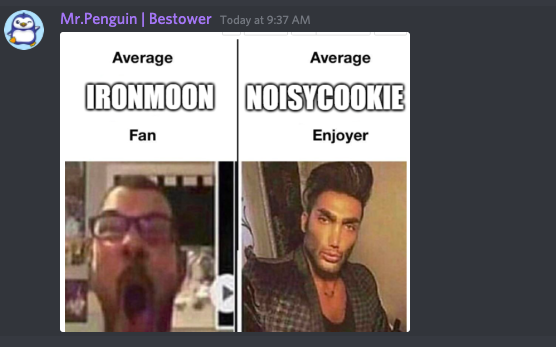 Mr.Penguin | Bestower Today at 9:37 AM
Average
IRONMOON
Fan
Average
NOISYCOOKIE
Enjoyer